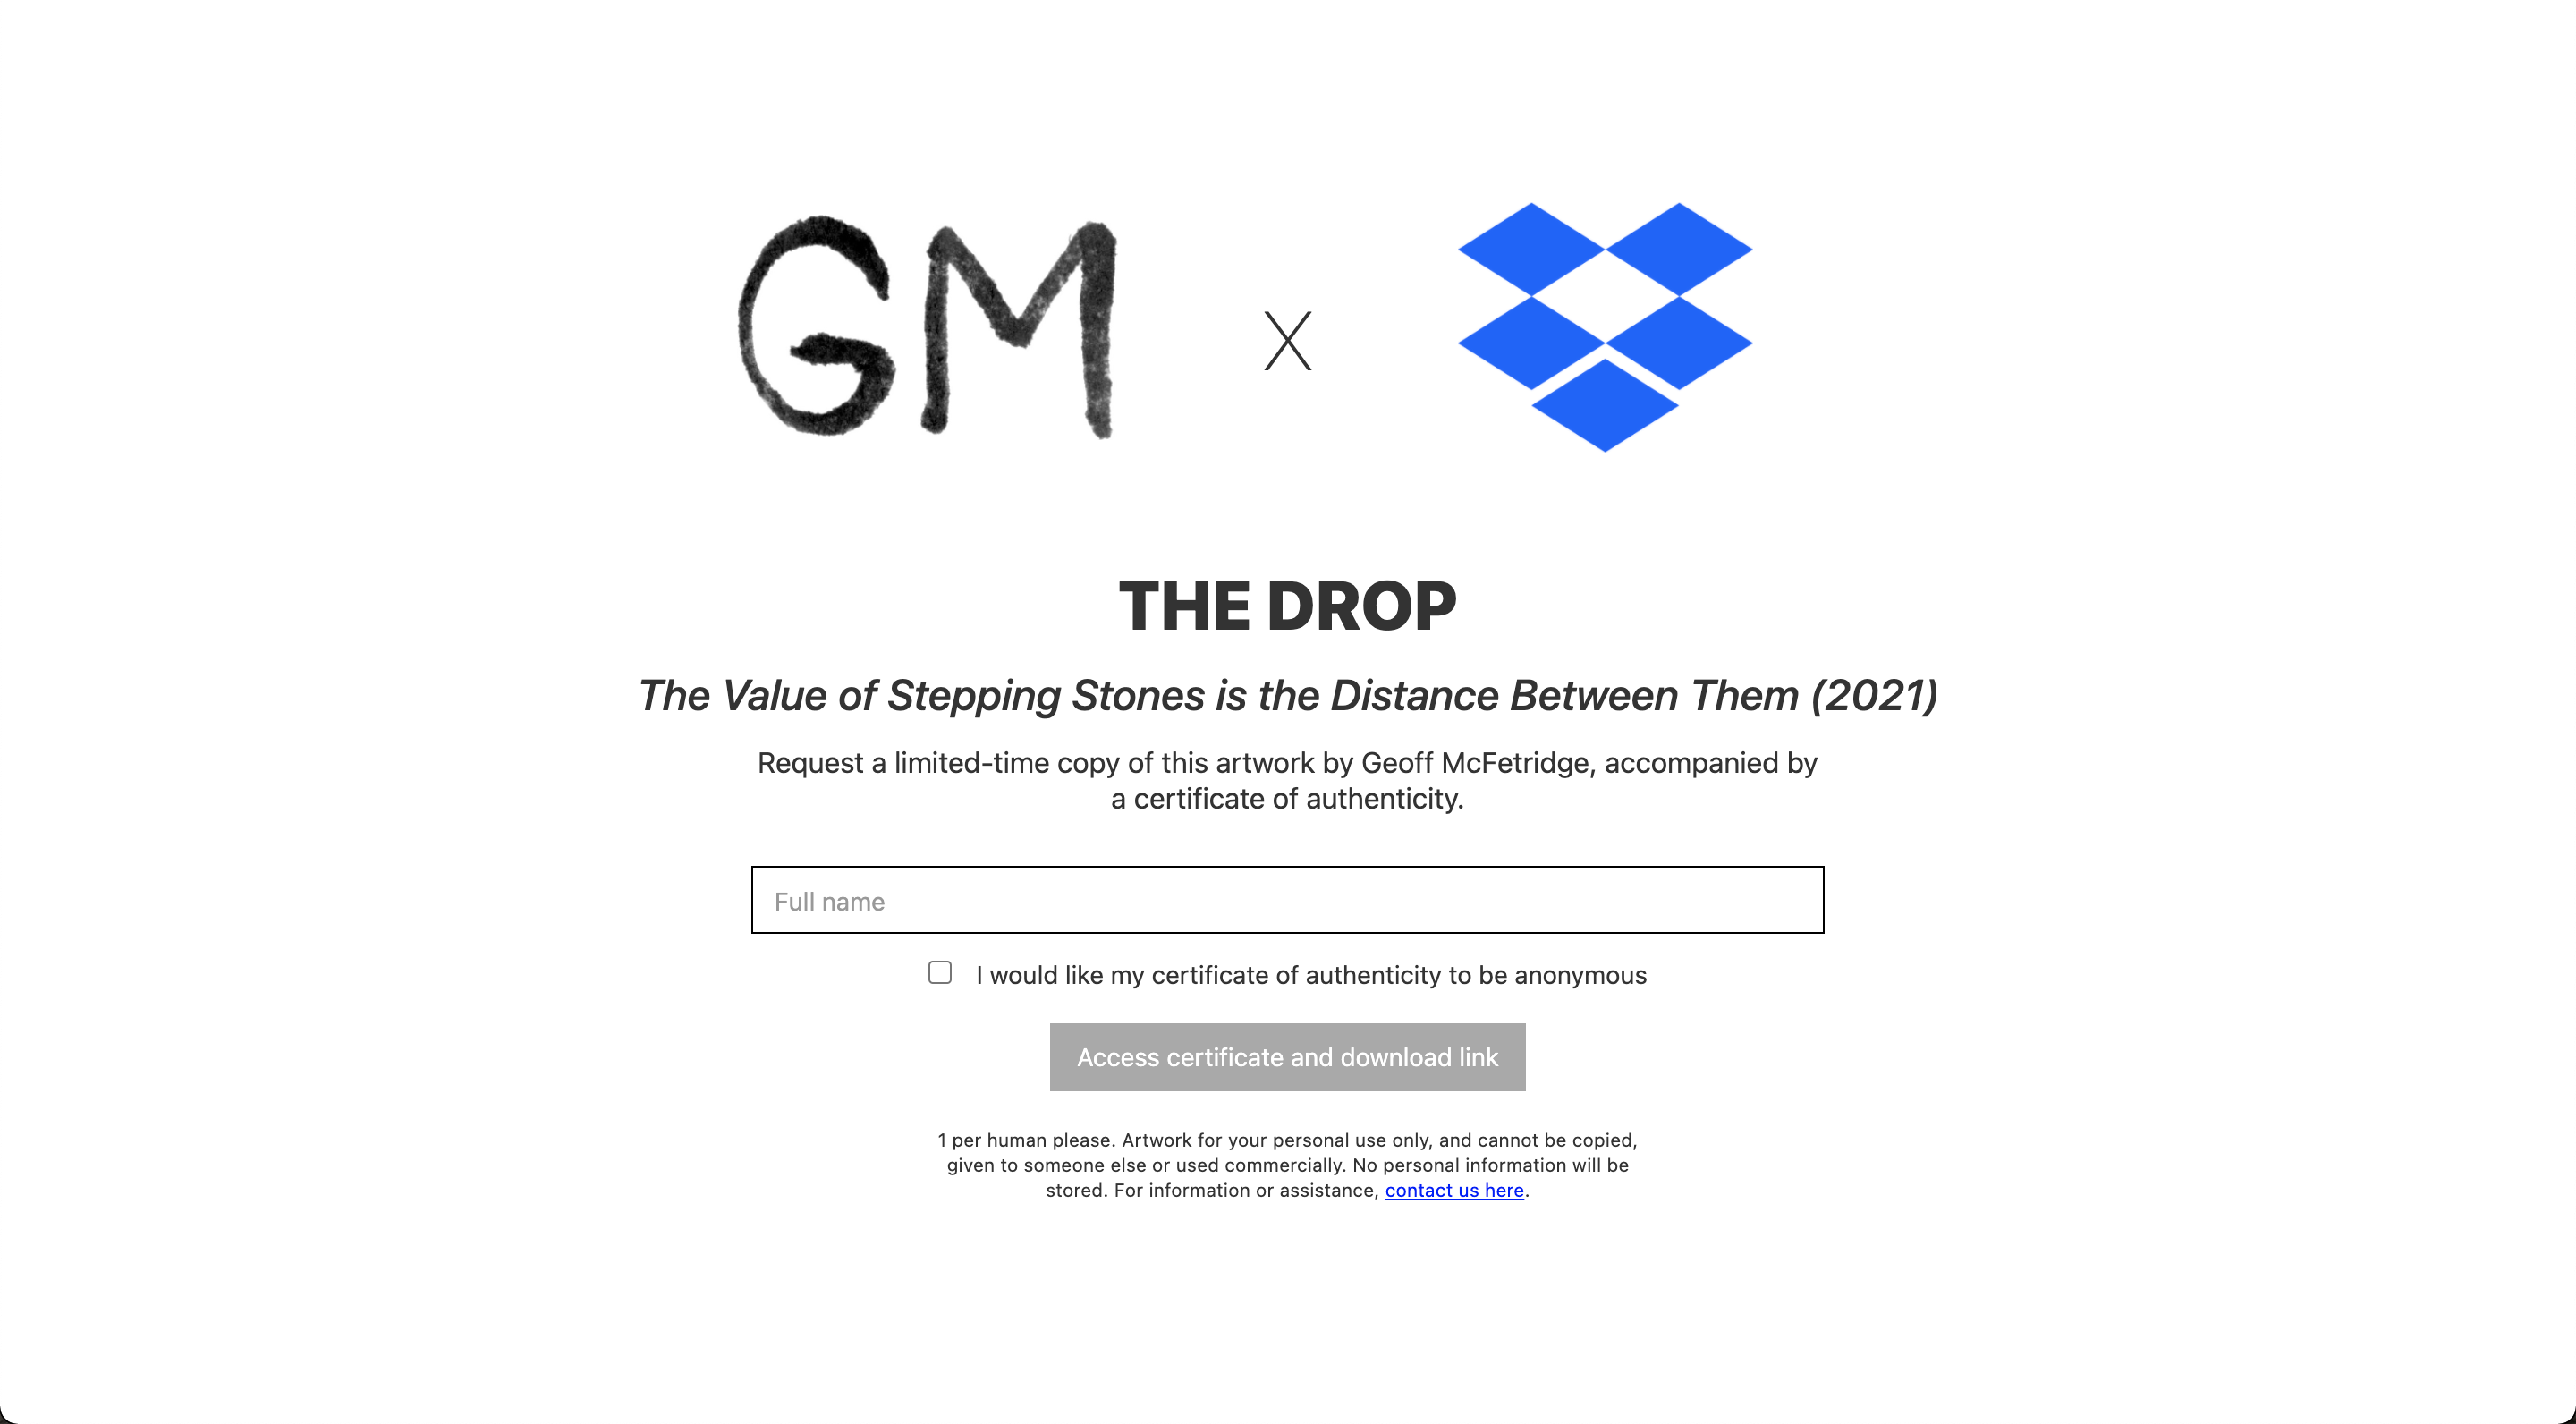 GM X
THE DROP
The Value of Stepping Stones is the Distance Between Them (2021)
Request a limited-time copy of this artwork by Geoff McFetridge, accompanied by
a certificate of authenticity.
Full name
I would like my certificate of authenticity to be anonymous
Access certificate and download link
1 per human please. Artwork for your personal use only, and cannot be copied,
given to someone else or used commercially. No personal information will be
stored. For information or assistance, contact us here.